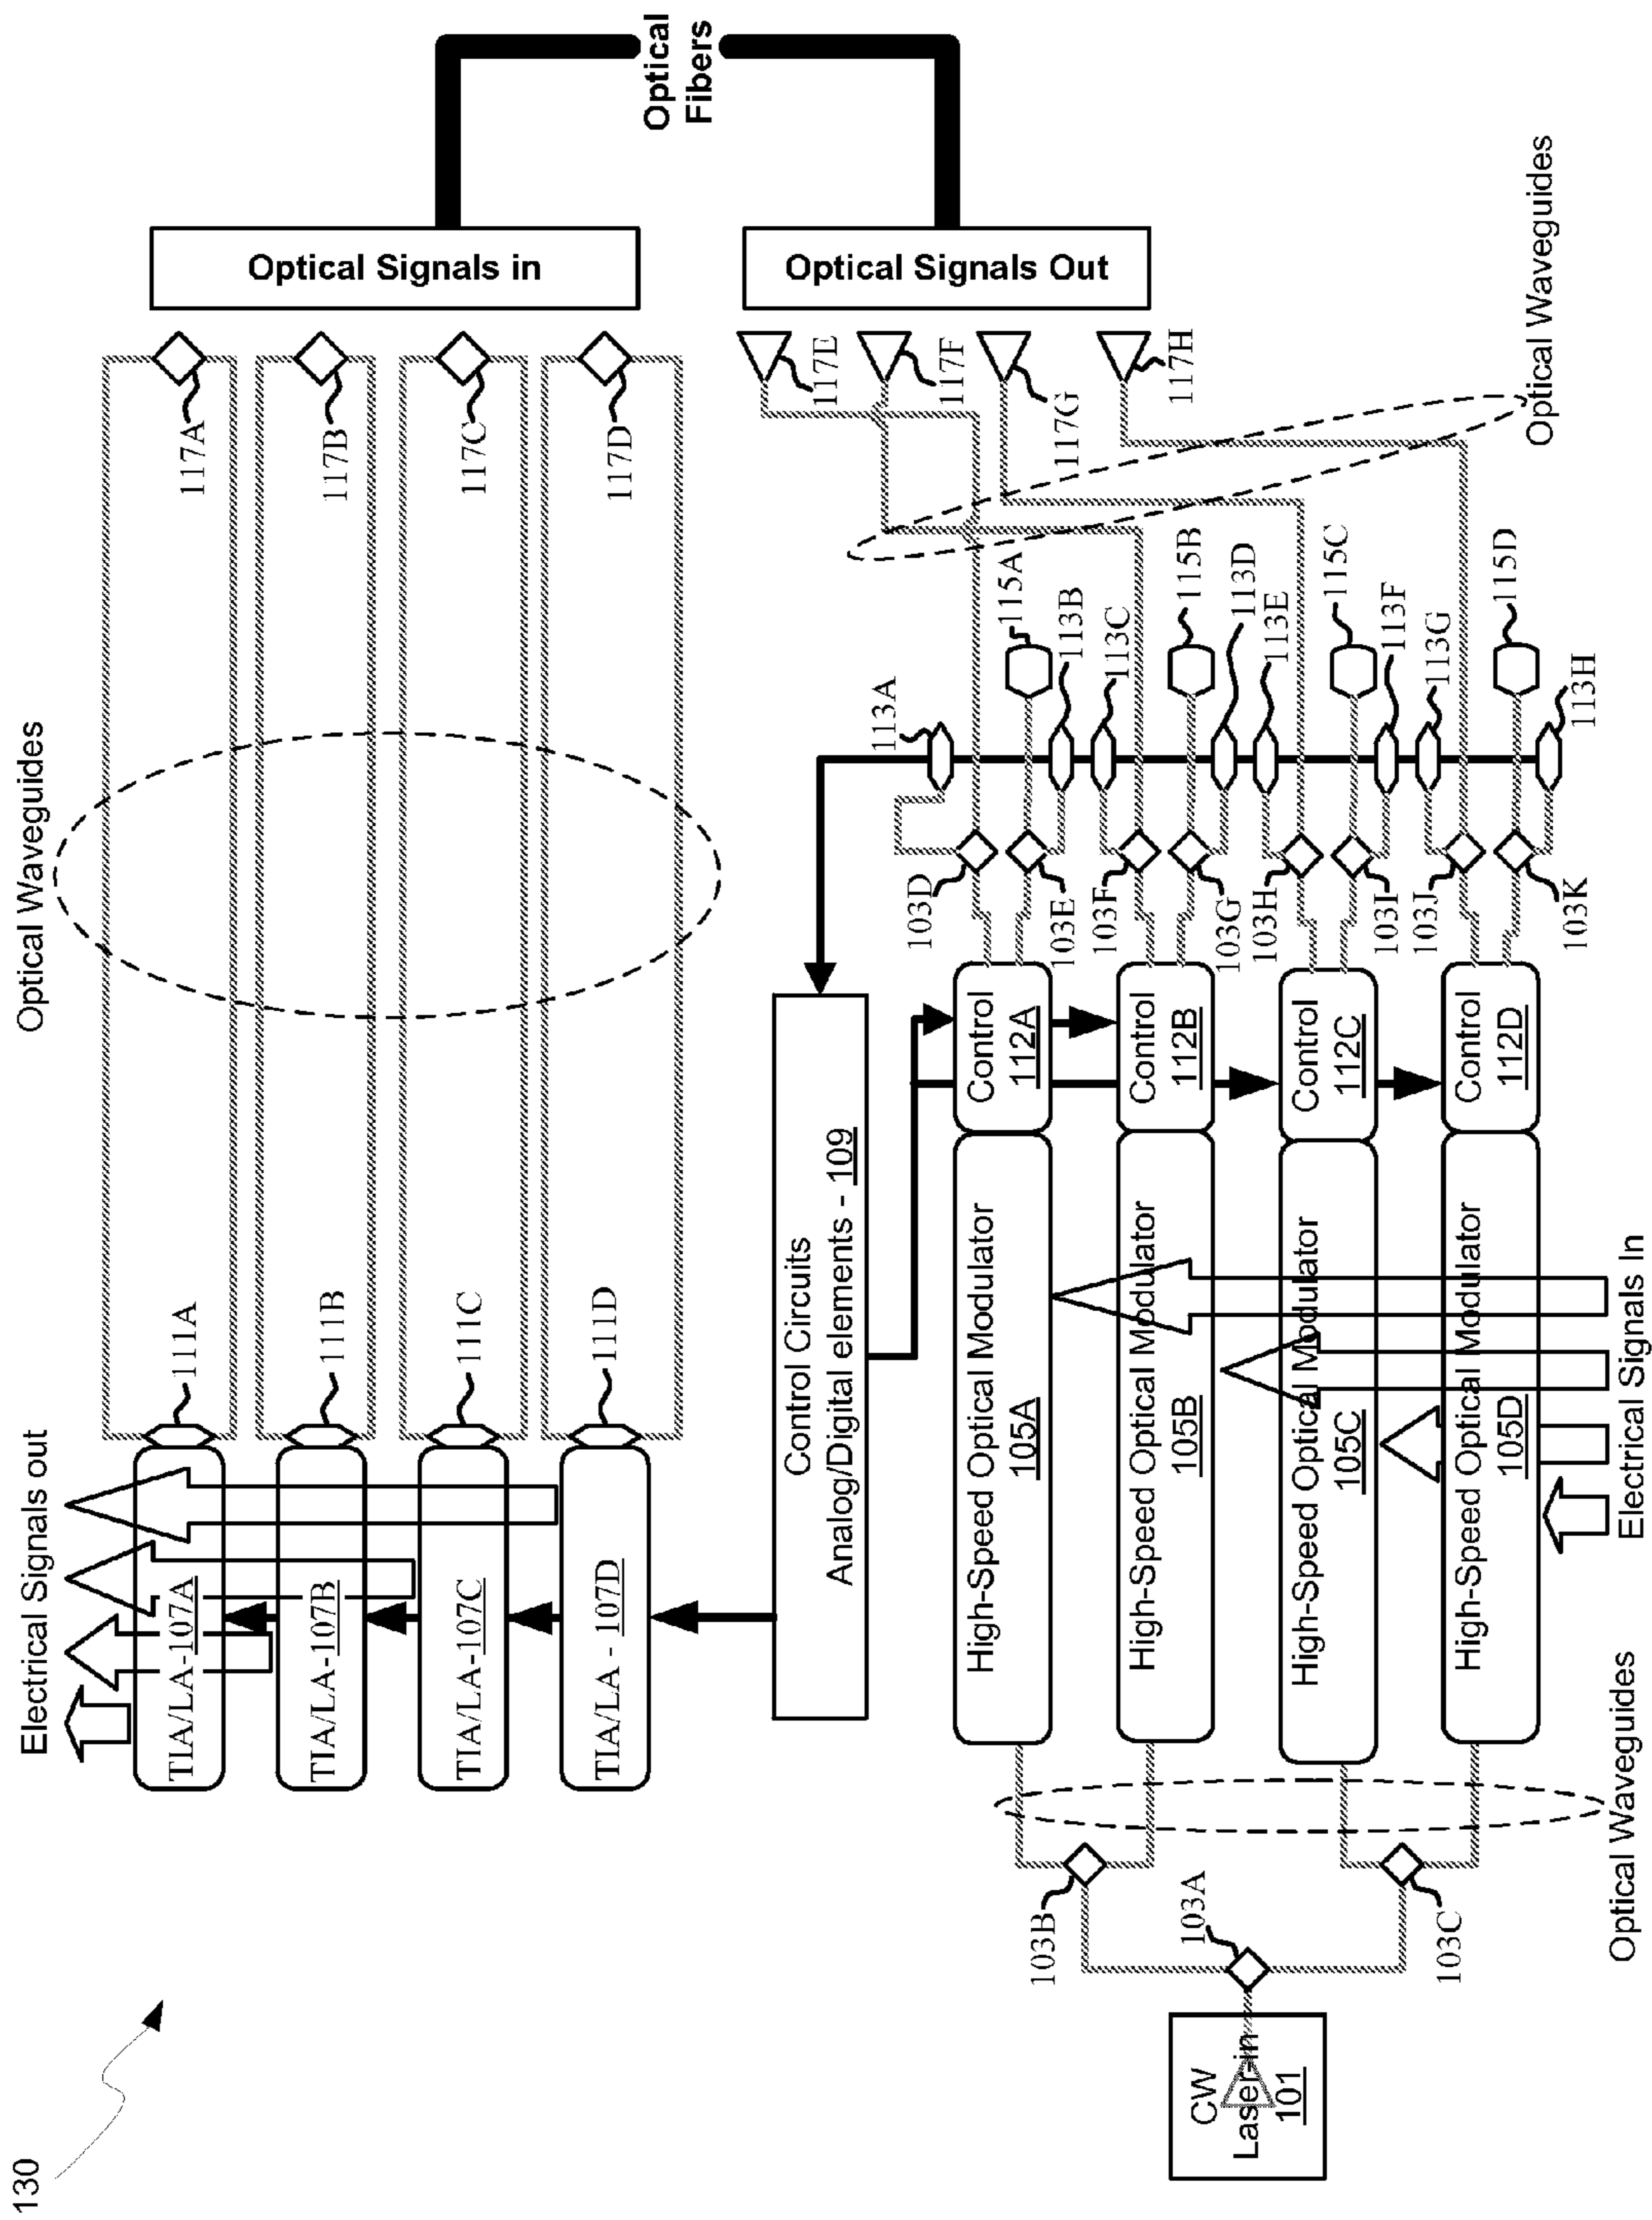 130
Electrical Signals out
Optical Waveguides
TIA/LA-107A
TIA/LA-107B
TIA/LA-107C
TIA/LA - 107D
111A
111B
111C
111D
117A
117B
117C
117D
Optical Signals in
Optical
Fibers
Optical Signals Out
Control Circuits
Analog/Digital elements - 109
117E
117F
1117G
117H
Optical Waveguides
CW
Laser-in
101
103A
103B
103C
Optical Waveguides
High-Speed Optical Modulator
105A
High-Speed Optical Modulator
105B
High-Speed Optical Modulator
105C
High-Speed Optical Modulator
105D
Electrical Signals In
Control
112A
Control
112B
Control
112C
Control
112D
103D
103E
103F
103G
103H
103I
103J
103K
113A
115A
113B
113C
115B
113D
113E
115C
113F
113G
115D
113H